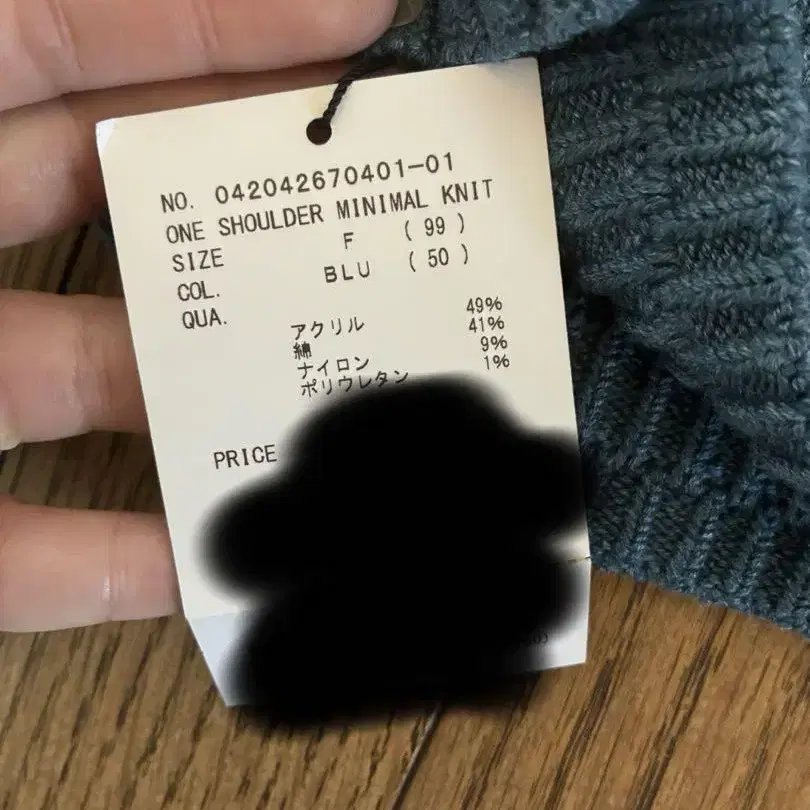 NO. 042042670401-01
ONE SHOULDER MINIMAL KNIT
SIZE F ( 99 )
COL. BLU ( 50 )
QUA.
アクリル 49%
綿 41%
ナイロン 9%
ポリウレタン 1%
PRICE